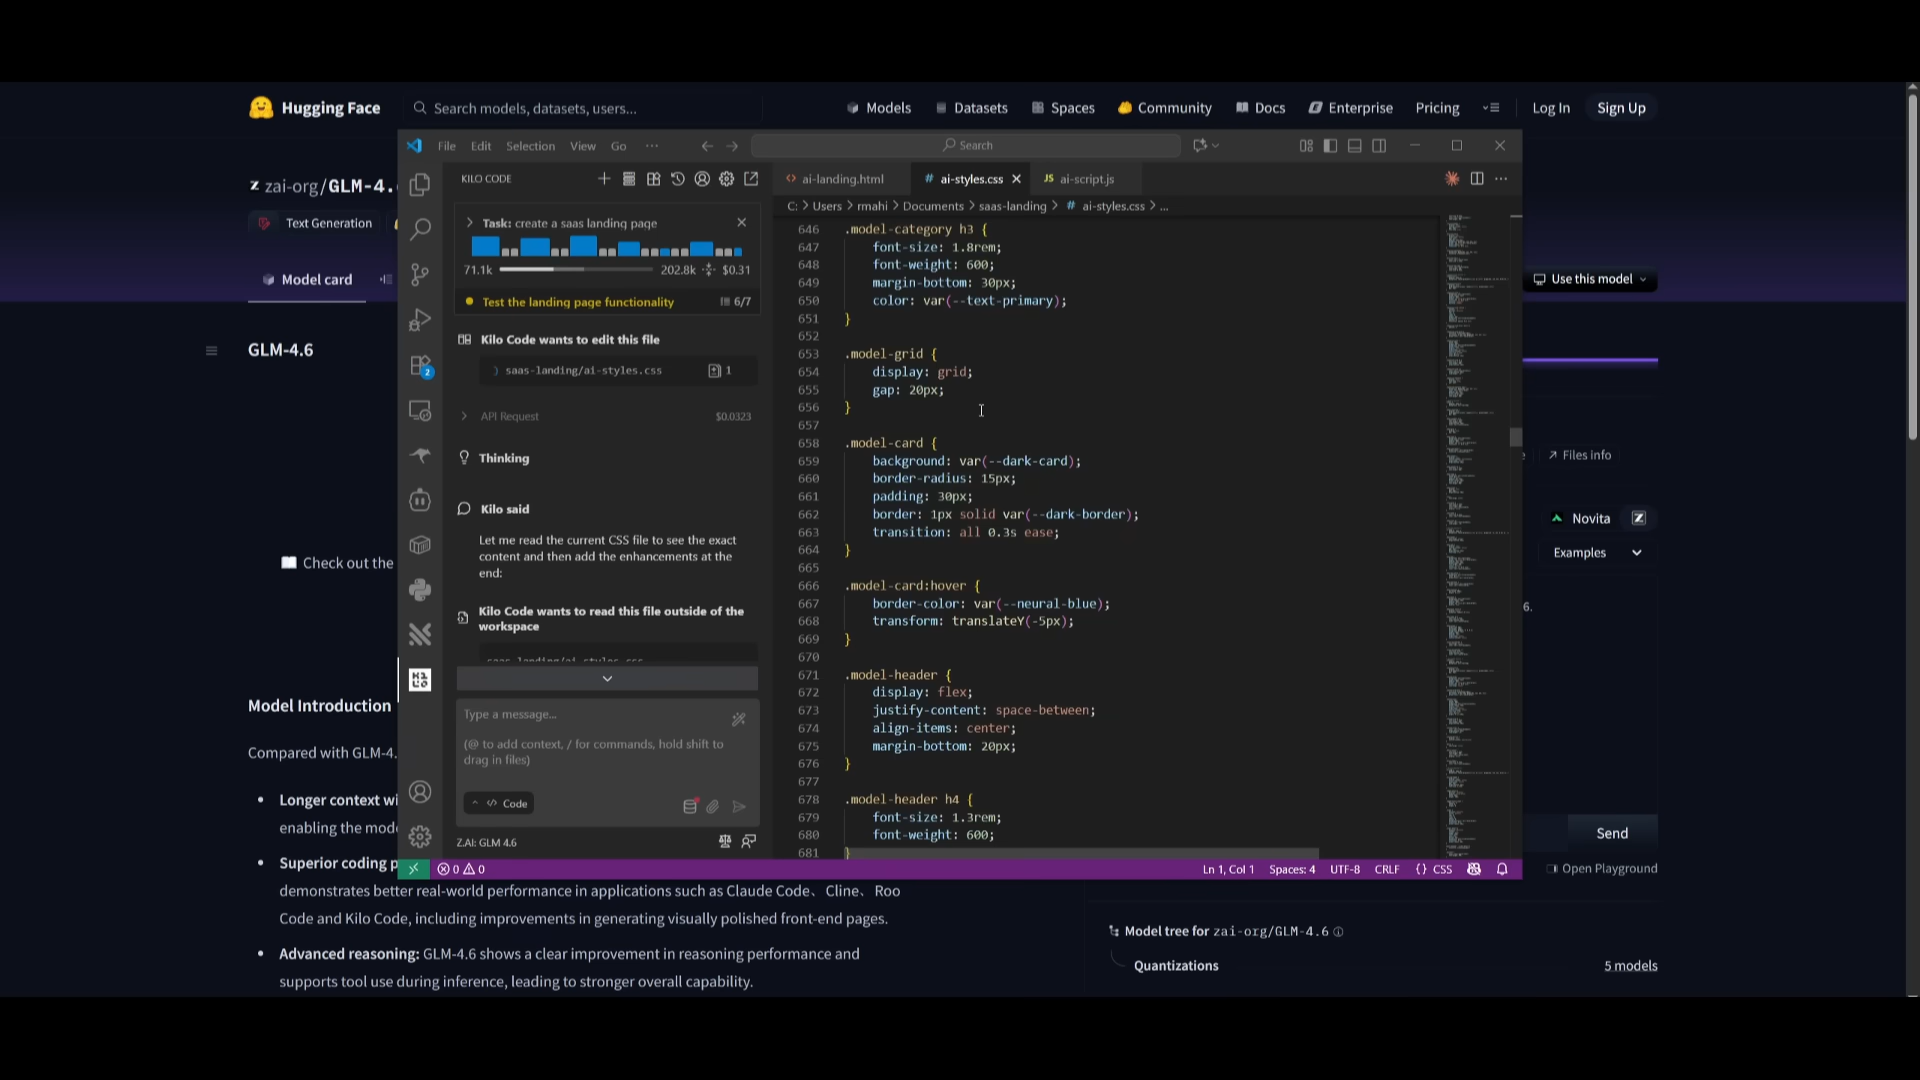 Hugging Face
Search models, datasets, users...
Models
Datasets
Spaces
Community
Docs
Enterprise
Pricing
Log In
Sign Up
zai-org/GLM-4.
Text Generation
Model card
Use this model
GLM-4.6
Check out the
Model Introduction
Compared with GLM-4.
Longer context wi
enabling the mode
Superior coding p
demonstrates better real-world performance in applications such as Claude Code、Cline、Roo
Code and Kilo Code, including improvements in generating visually polished front-end pages.
Advanced reasoning: GLM-4.6 shows a clear improvement in reasoning performance and
supports tool use during inference, leading to stronger overall capability.
File
Edit
Selection
View
Go
Search
KILO CODE
Task: create a saas landing page
71.1k
202.8k
$0.31
Test the landing page functionality
6/7
Kilo Code wants to edit this file
saas-landing/ai-styles.css
1
API Request
$0.0323
Thinking
Kilo said
Let me read the current CSS file to see the exact
content and then add the enhancements at the
end:
Kilo Code wants to read this file outside of the
workspace
Type a message...
(@ to add context, / for commands, hold shift to
drag in files)
Code
Z.AI: GLM 4.6
2
ai-landing.html
# ai-styles.css
JS ai-script.js
C: > Users > rmahi > Documents > saas-landing > # ai-styles.css > ...
646 .model-category h3 {
647 font-size: 1.8rem;
648 font-weight: 600;
649 margin-bottom: 30px;
650 color: var(--text-primary);
651 }
652
653 .model-grid {
654 display: grid;
655 gap: 20px;
656 }
657
658 .model-card {
659 background: var(--dark-card);
660 border-radius: 15px;
661 padding: 30px;
662 border: 1px solid var(--dark-border);
663 transition: all 0.3s ease;
664 }
665
666 .model-card:hover {
667 border-color: var(--neural-blue);
668 transform: translateY(-5px);
669 }
670
671 .model-header {
672 display: flex;
673 justify-content: space-between;
674 align-items: center;
675 margin-bottom: 20px;
676 }
677
678 .model-header h4 {
679 font-size: 1.3rem;
680 font-weight: 600;
681 }
0
0
Ln 1, Col 1
Spaces: 4
UTF-8
CRLF
{} CSS
Files info
Novita
Z
Examples
6.
Send
Open Playground
Model tree for zai-org/GLM-4.6
Quantizations
5 models